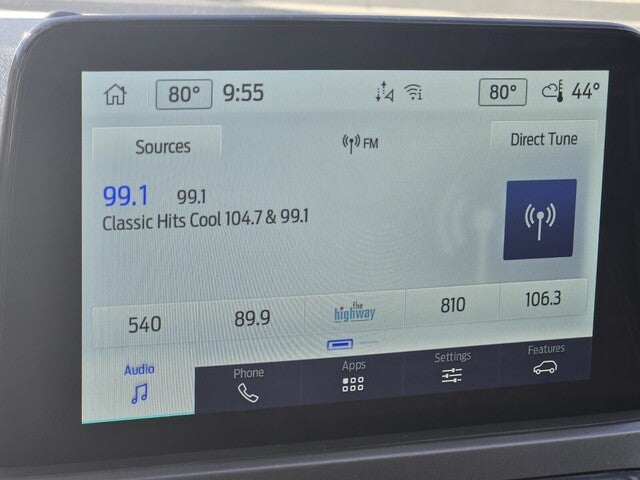 80° 9:55 80° 44°
Sources FM Direct Tune
99.1 99.1
Classic Hits Cool 104.7 & 99.1
540 89.9 the highway 810 106.3
Audio Phone Apps Settings Features